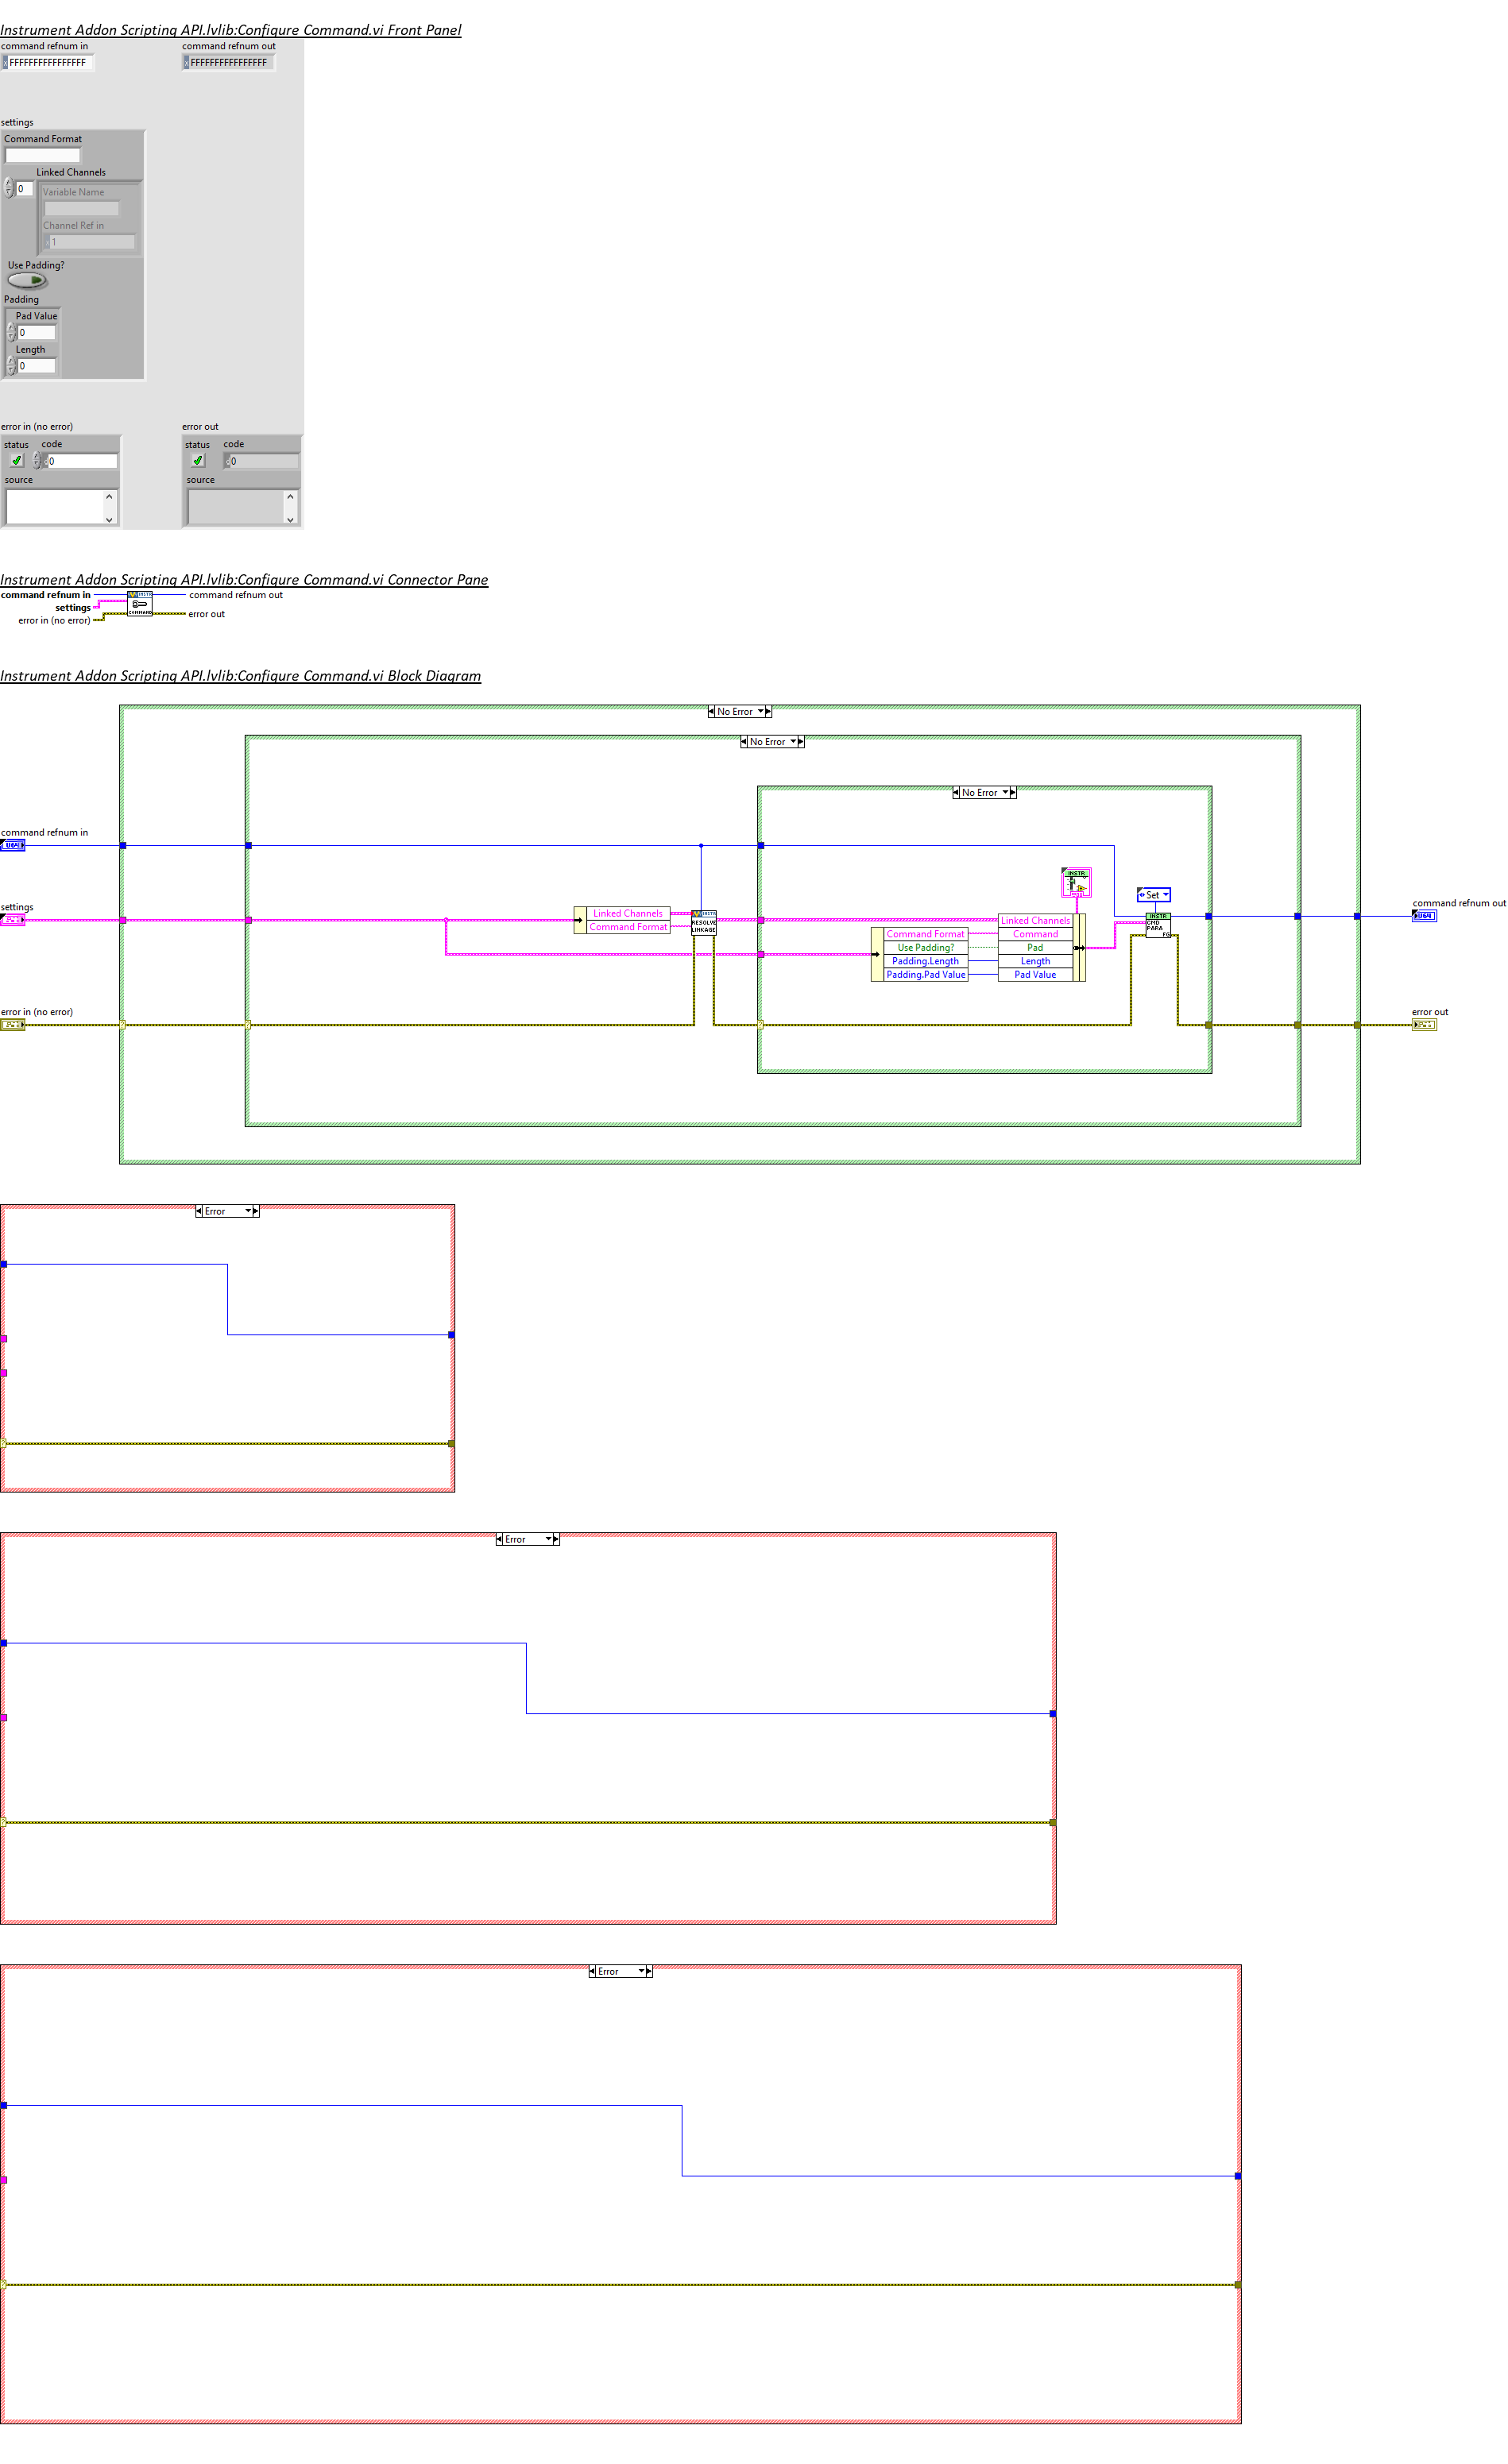 Instrument Addon Scripting API.lvlib:Configure Command.vi Front Panel
command refnum in
command refnum out
FFFFFFFFFFFFFFFF
FFFFFFFFFFFFFFFF
settings
Command Format
Linked Channels
0
Variable Name
Channel Ref in
1
Use Padding?
Padding
Pad Value
0
Length
0
error in (no error)
error out
status code
status code
0
0
source
source
Instrument Addon Scripting API.lvlib:Configure Command.vi Connector Pane
command refnum in
command refnum out
INSTR
settings
COMMAND
error out
error in (no error)
Instrument Addon Scripting API.lvlib:Configure Command.vi Block Diagram
No Error
No Error
No Error
command refnum in
U64
INSTR
Set
settings
command refnum out
Linked Channels
Command Format
INSTR
RESOLVE
LINKAGE
Linked Channels
Command Format
Command
Use Padding?
Pad
Padding.Length
Length
Padding.Pad Value
Pad Value
INSTR
CMD
PARA
FG
U64
error in (no error)
error out
Error
Error
Error